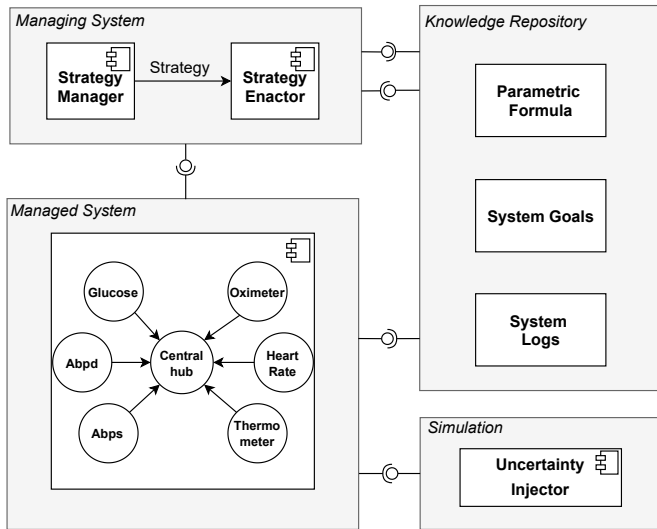 Managing System
Strategy
Manager
Strategy
Strategy
Enactor
Knowledge Repository
Parametric
Formula
System Goals
System
Logs
Managed System
Glucose
Oximeter
Abpd
Central
hub
Heart
Rate
Abps
Thermo
meter
Simulation
Uncertainty
Injector